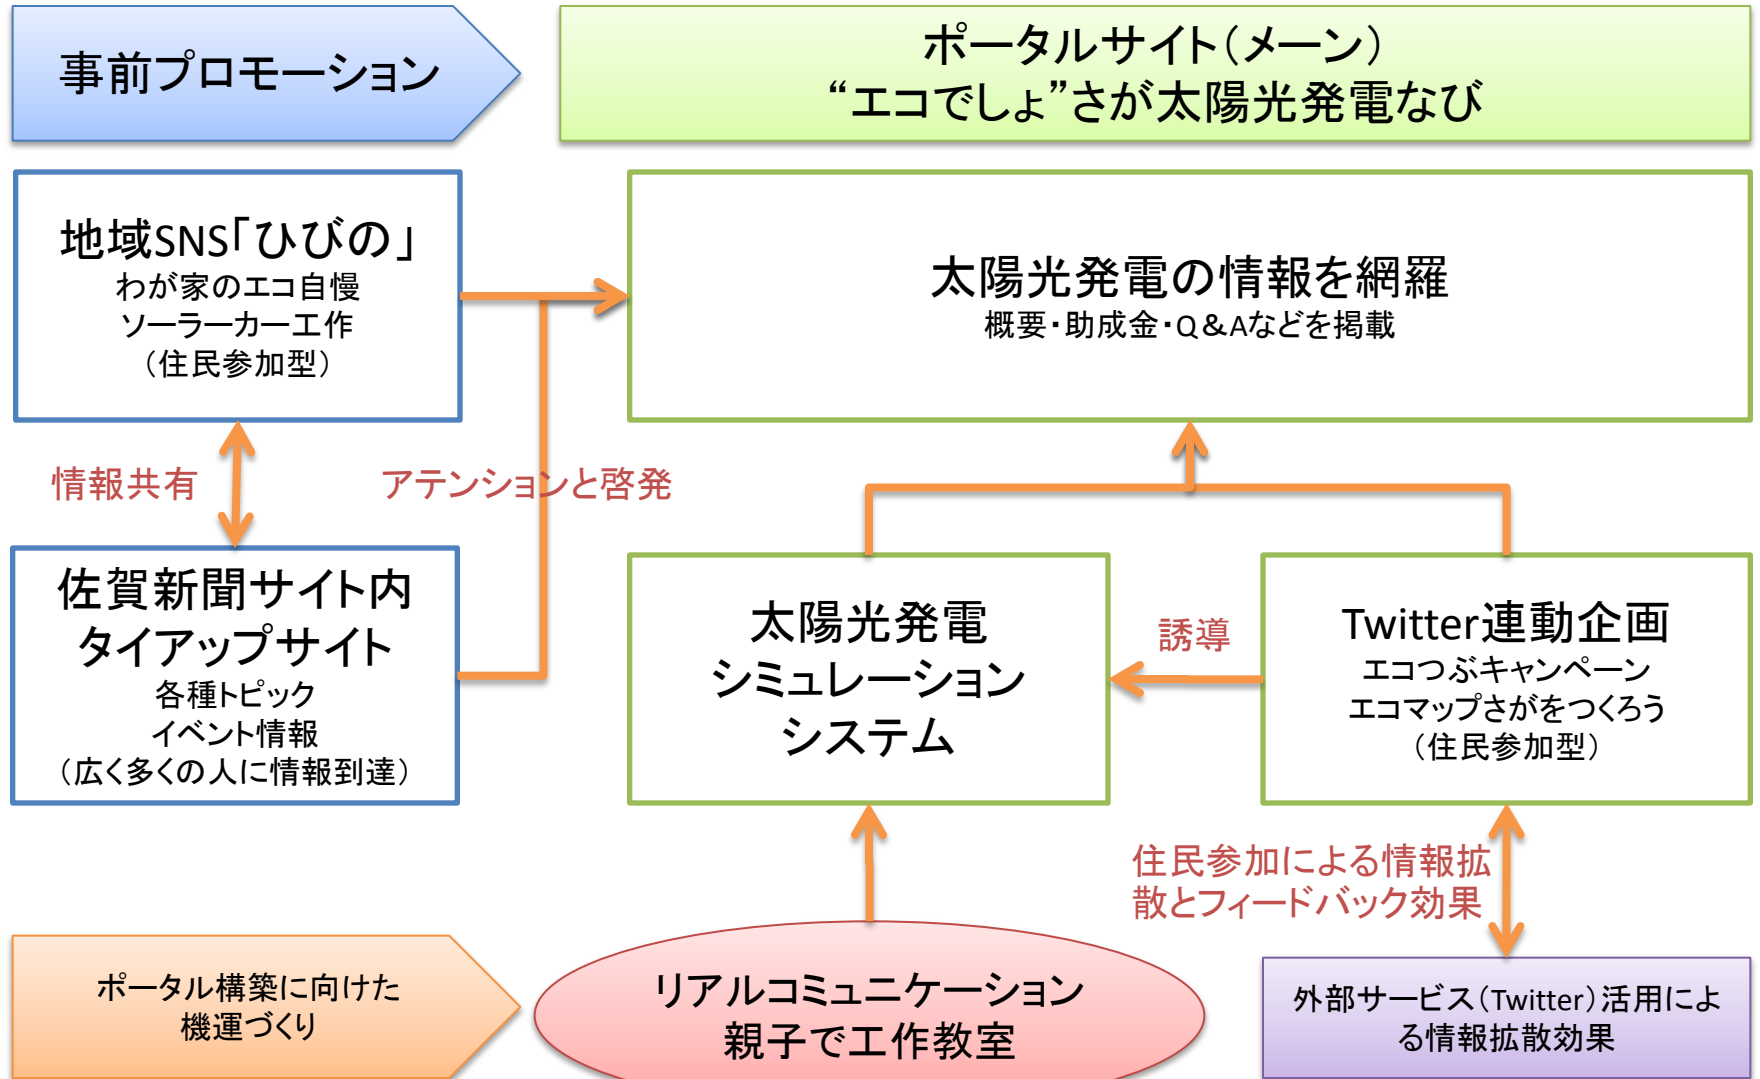 事前プロモーション
ポータルサイト（メーン）
“エコでしょ”さが太陽光発電なび
地域SNS「ひびの」
わが家のエコ自慢
ソーラーカー工作
（住民参加型）
太陽光発電の情報を網羅
概要・助成金・Q＆Aなどを掲載
情報共有
アテンションと啓発
佐賀新聞サイト内
タイアップサイト
各種トピック
イベント情報
（広く多くの人に情報到達）
太陽光発電
シミュレーション
システム
誘導
Twitter連動企画
エコつぶキャンペーン
エコマップさがをつくろう
（住民参加型）
住民参加による情報拡
散とフィードバック効果
ポータル構築に向けた
機運づくり
リアルコミュニケーション
親子で工作教室
外部サービス（Twitter）活用によ
る情報拡散効果